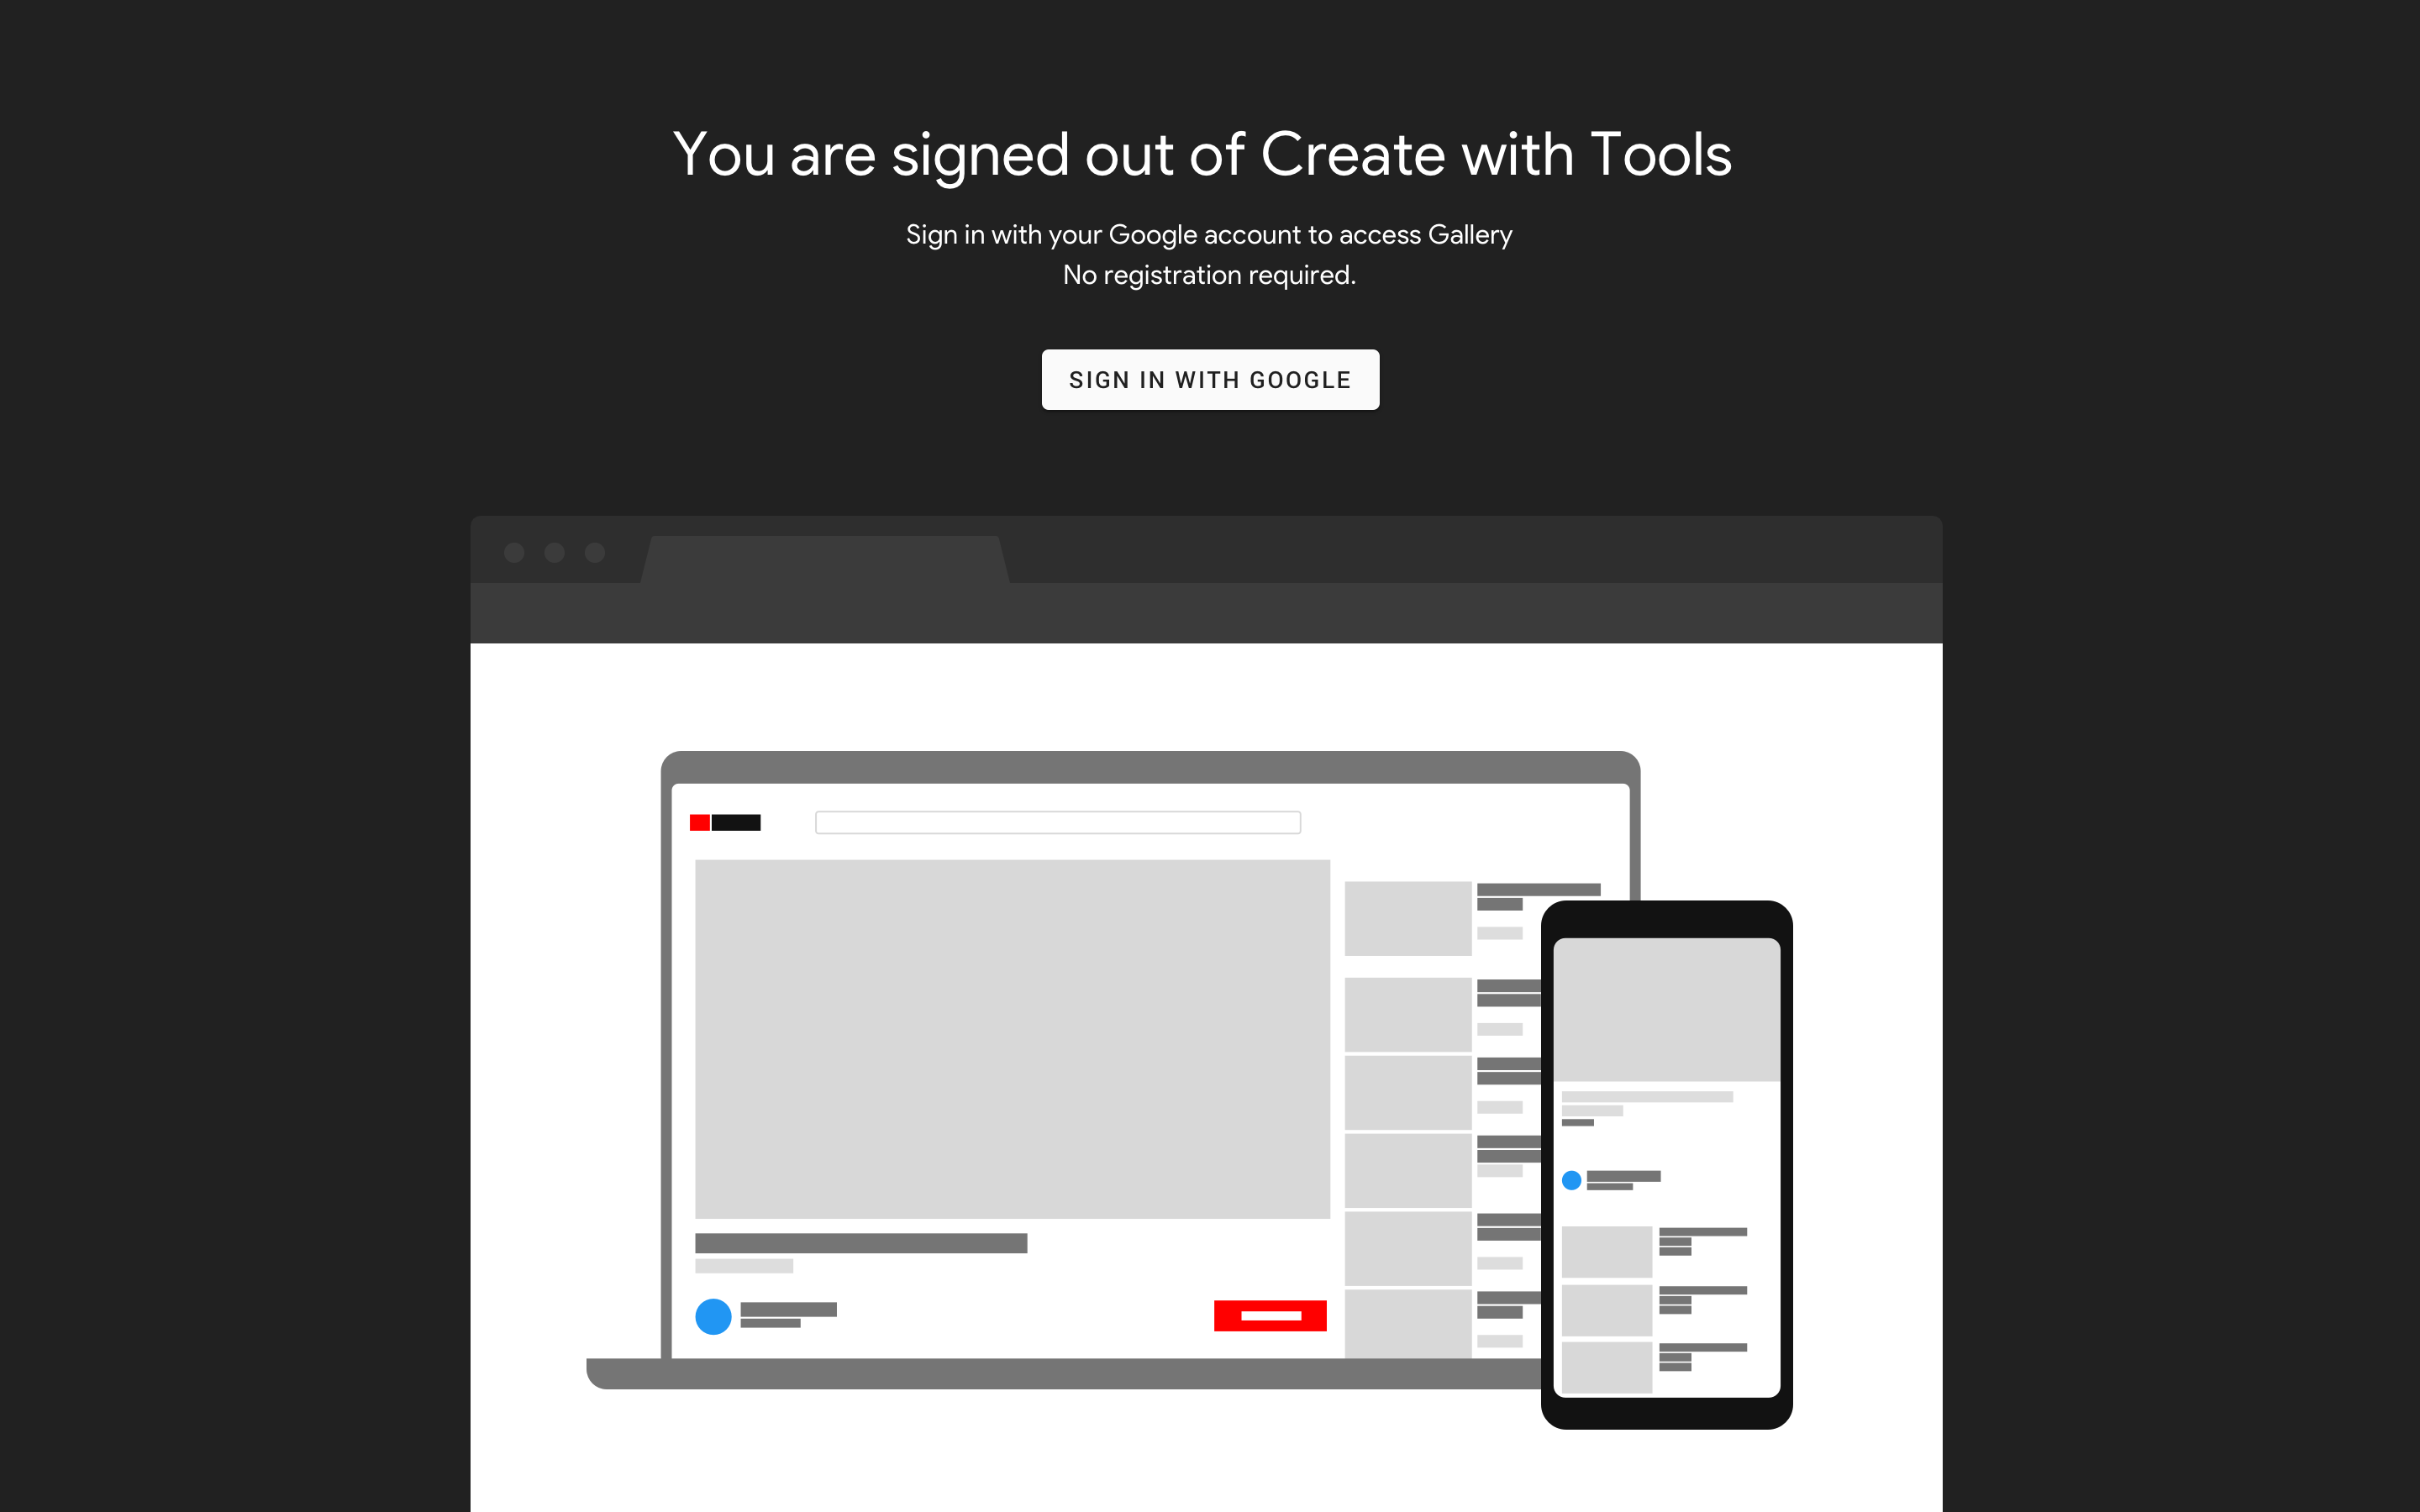 You are signed out of Create with Tools
Sign in with your Google account to access Gallery
No registration required.
SIGN IN WITH GOOGLE